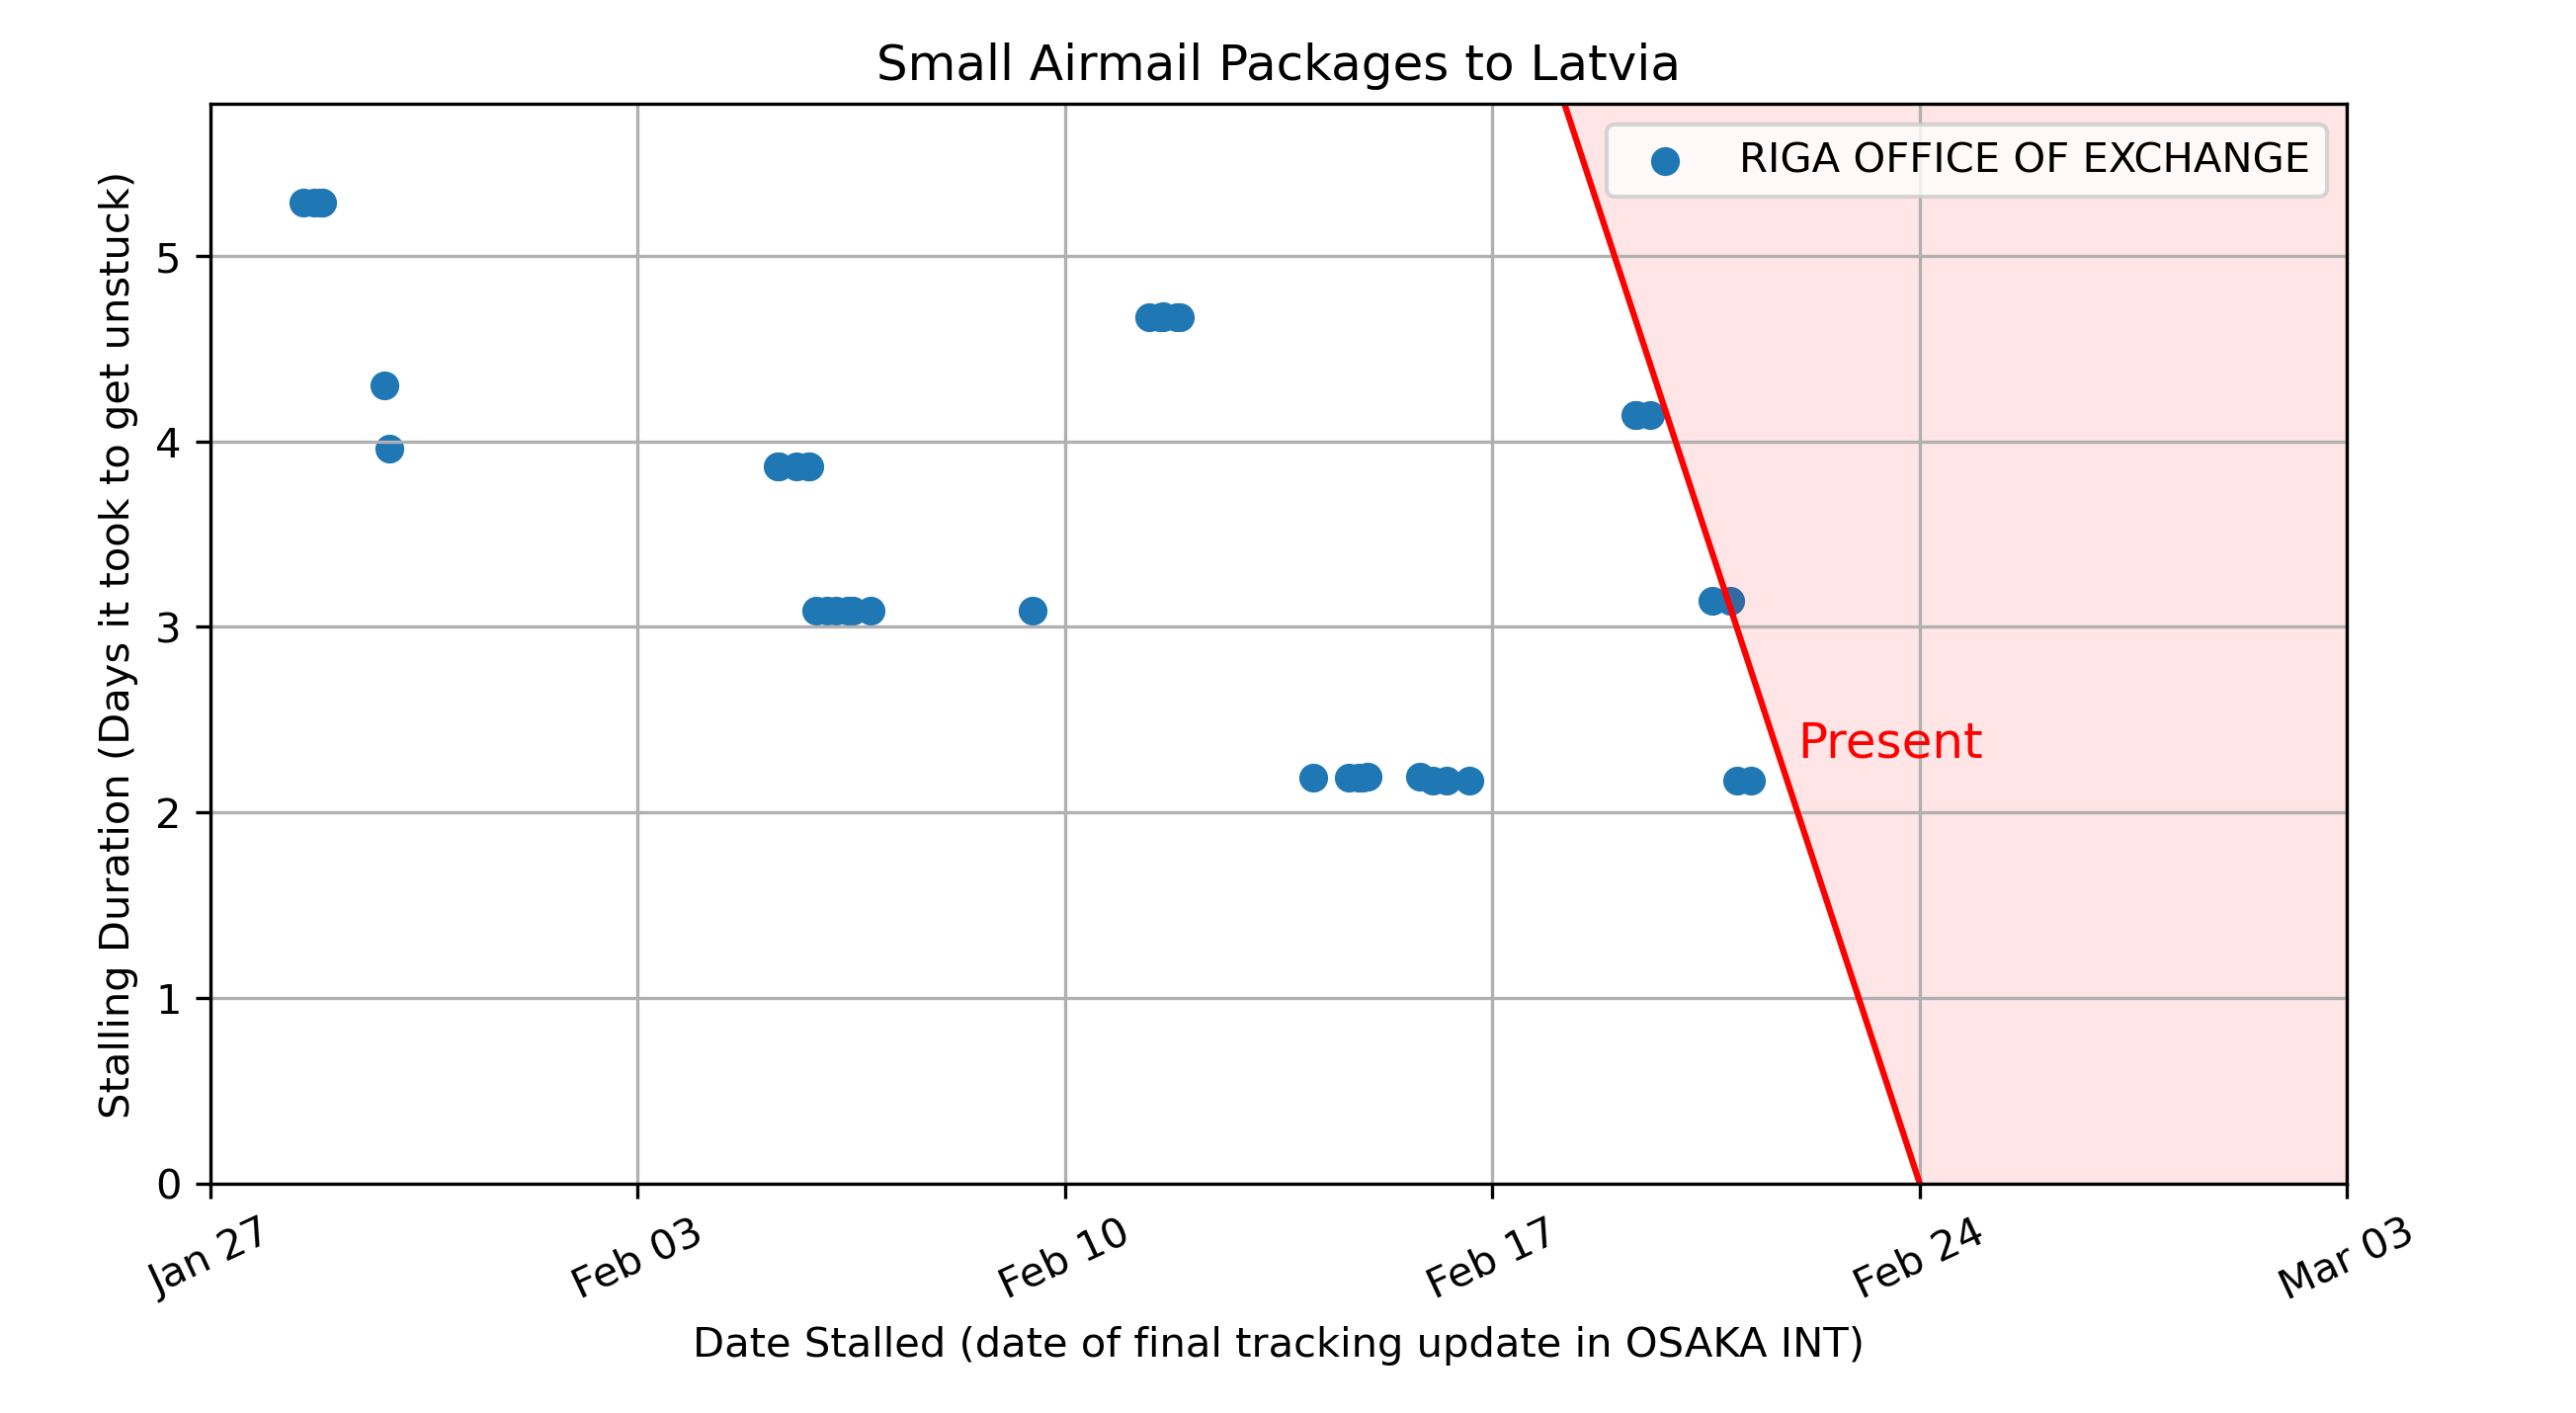 Small Airmail Packages to Latvia
RIGA OFFICE OF EXCHANGE
Stalling Duration (Days it took to get unstuck)
5
4
3
2
1
0
Present
Jan 27
Feb 03
Feb 10
Feb 17
Feb 24
Mar 03
Date Stalled (date of final tracking update in OSAKA INT)